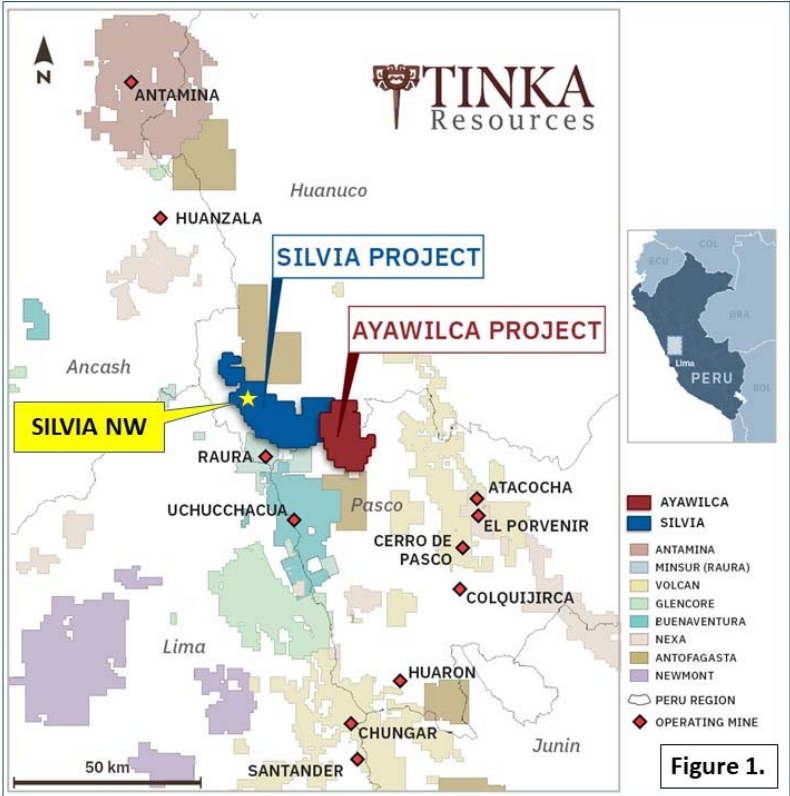 N
ANTAMINA
TINKA
Resources
Huanuco
HUANZALA
SILVIA PROJECT
AYAWILCA PROJECT
Ancash
SILVIA NW
RAURA
UCHUCCHACUA
Pasco
ATACOCHA
EL PORVENIR
CERRO DE
PASCO
COLQUIJIRCA
Lima
HUARON
CHUNGAR
SANTANDER
Junin
50 km
ECU
COL
BRA
Lima
PERU
BOL
AYAWILCA
SILVIA
ANTAMINA
MINSUR (RAURA)
VOLCAN
GLENCORE
BUENAVENTURA
NEXA
ANTOFAGASTA
NEWMONT
PERU REGION
OPERATING MINE
Figure 1.